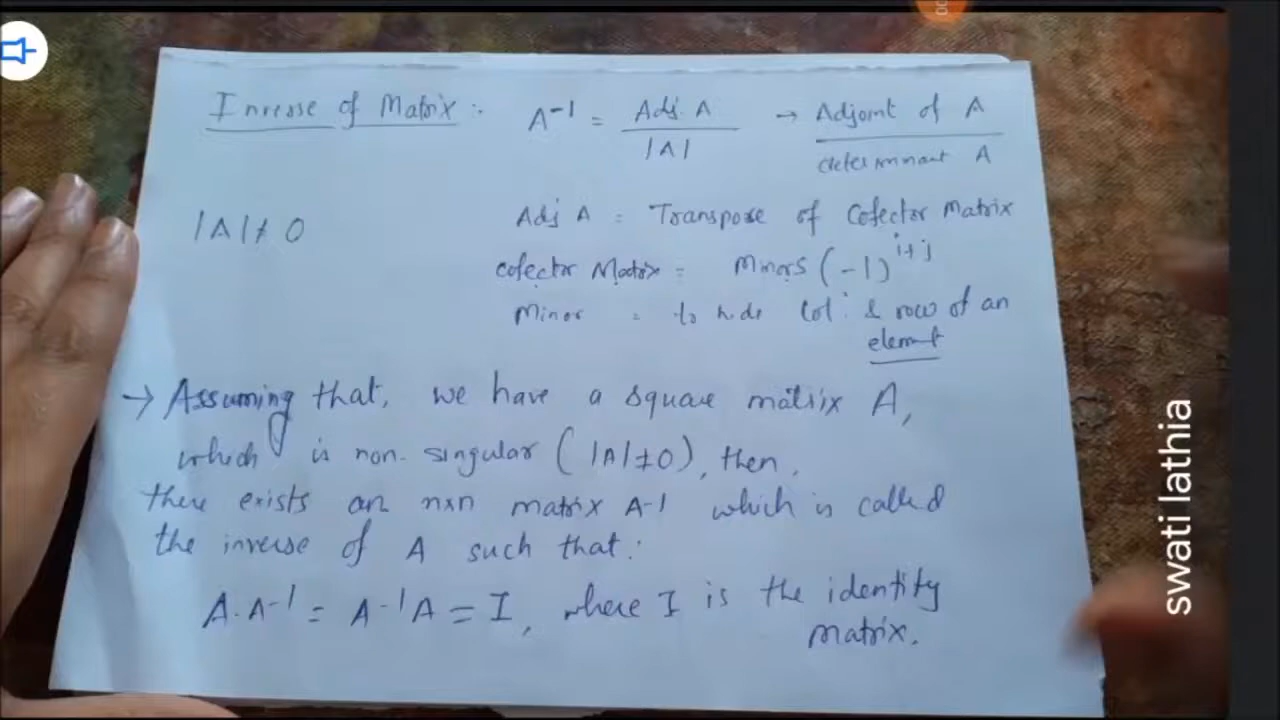 Inverse of Matrix :- A-1 = Adj. A / |A| → Adjoint of A / determinant A
|A| ≠ 0
Adj A = Transpose of Cofector Matrix
cofector Matrix = Minors (-1)^i+j
Minor = to hide Col. & row of an
element
→ Assuming that, we have a square matrix A,
which is non-singular (|A| ≠ 0), then,
there exists an nxn matrix A-1 which is called
the inverse of A such that:
A.A-1 = A-1A = I, where I is the identity
matrix.
swati lathia